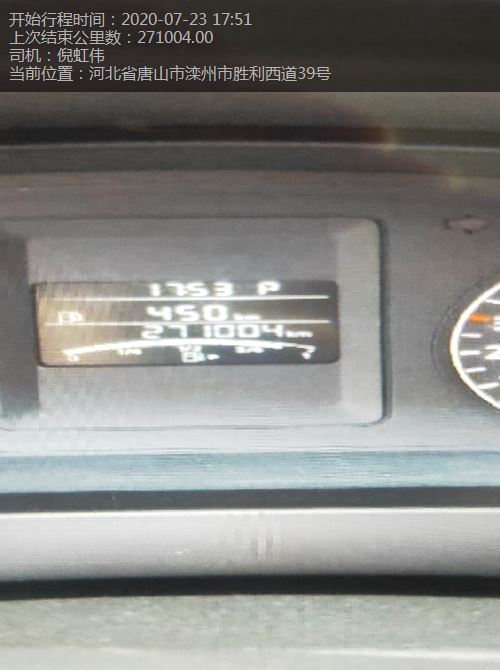 开始行程时间：2020-07-23 17:51
上次结束公里数：271004.00
司机：倪虹伟
当前位置：河北省唐山市滦州市胜利西道39号
1753 P
450 km
271004 km
1/2